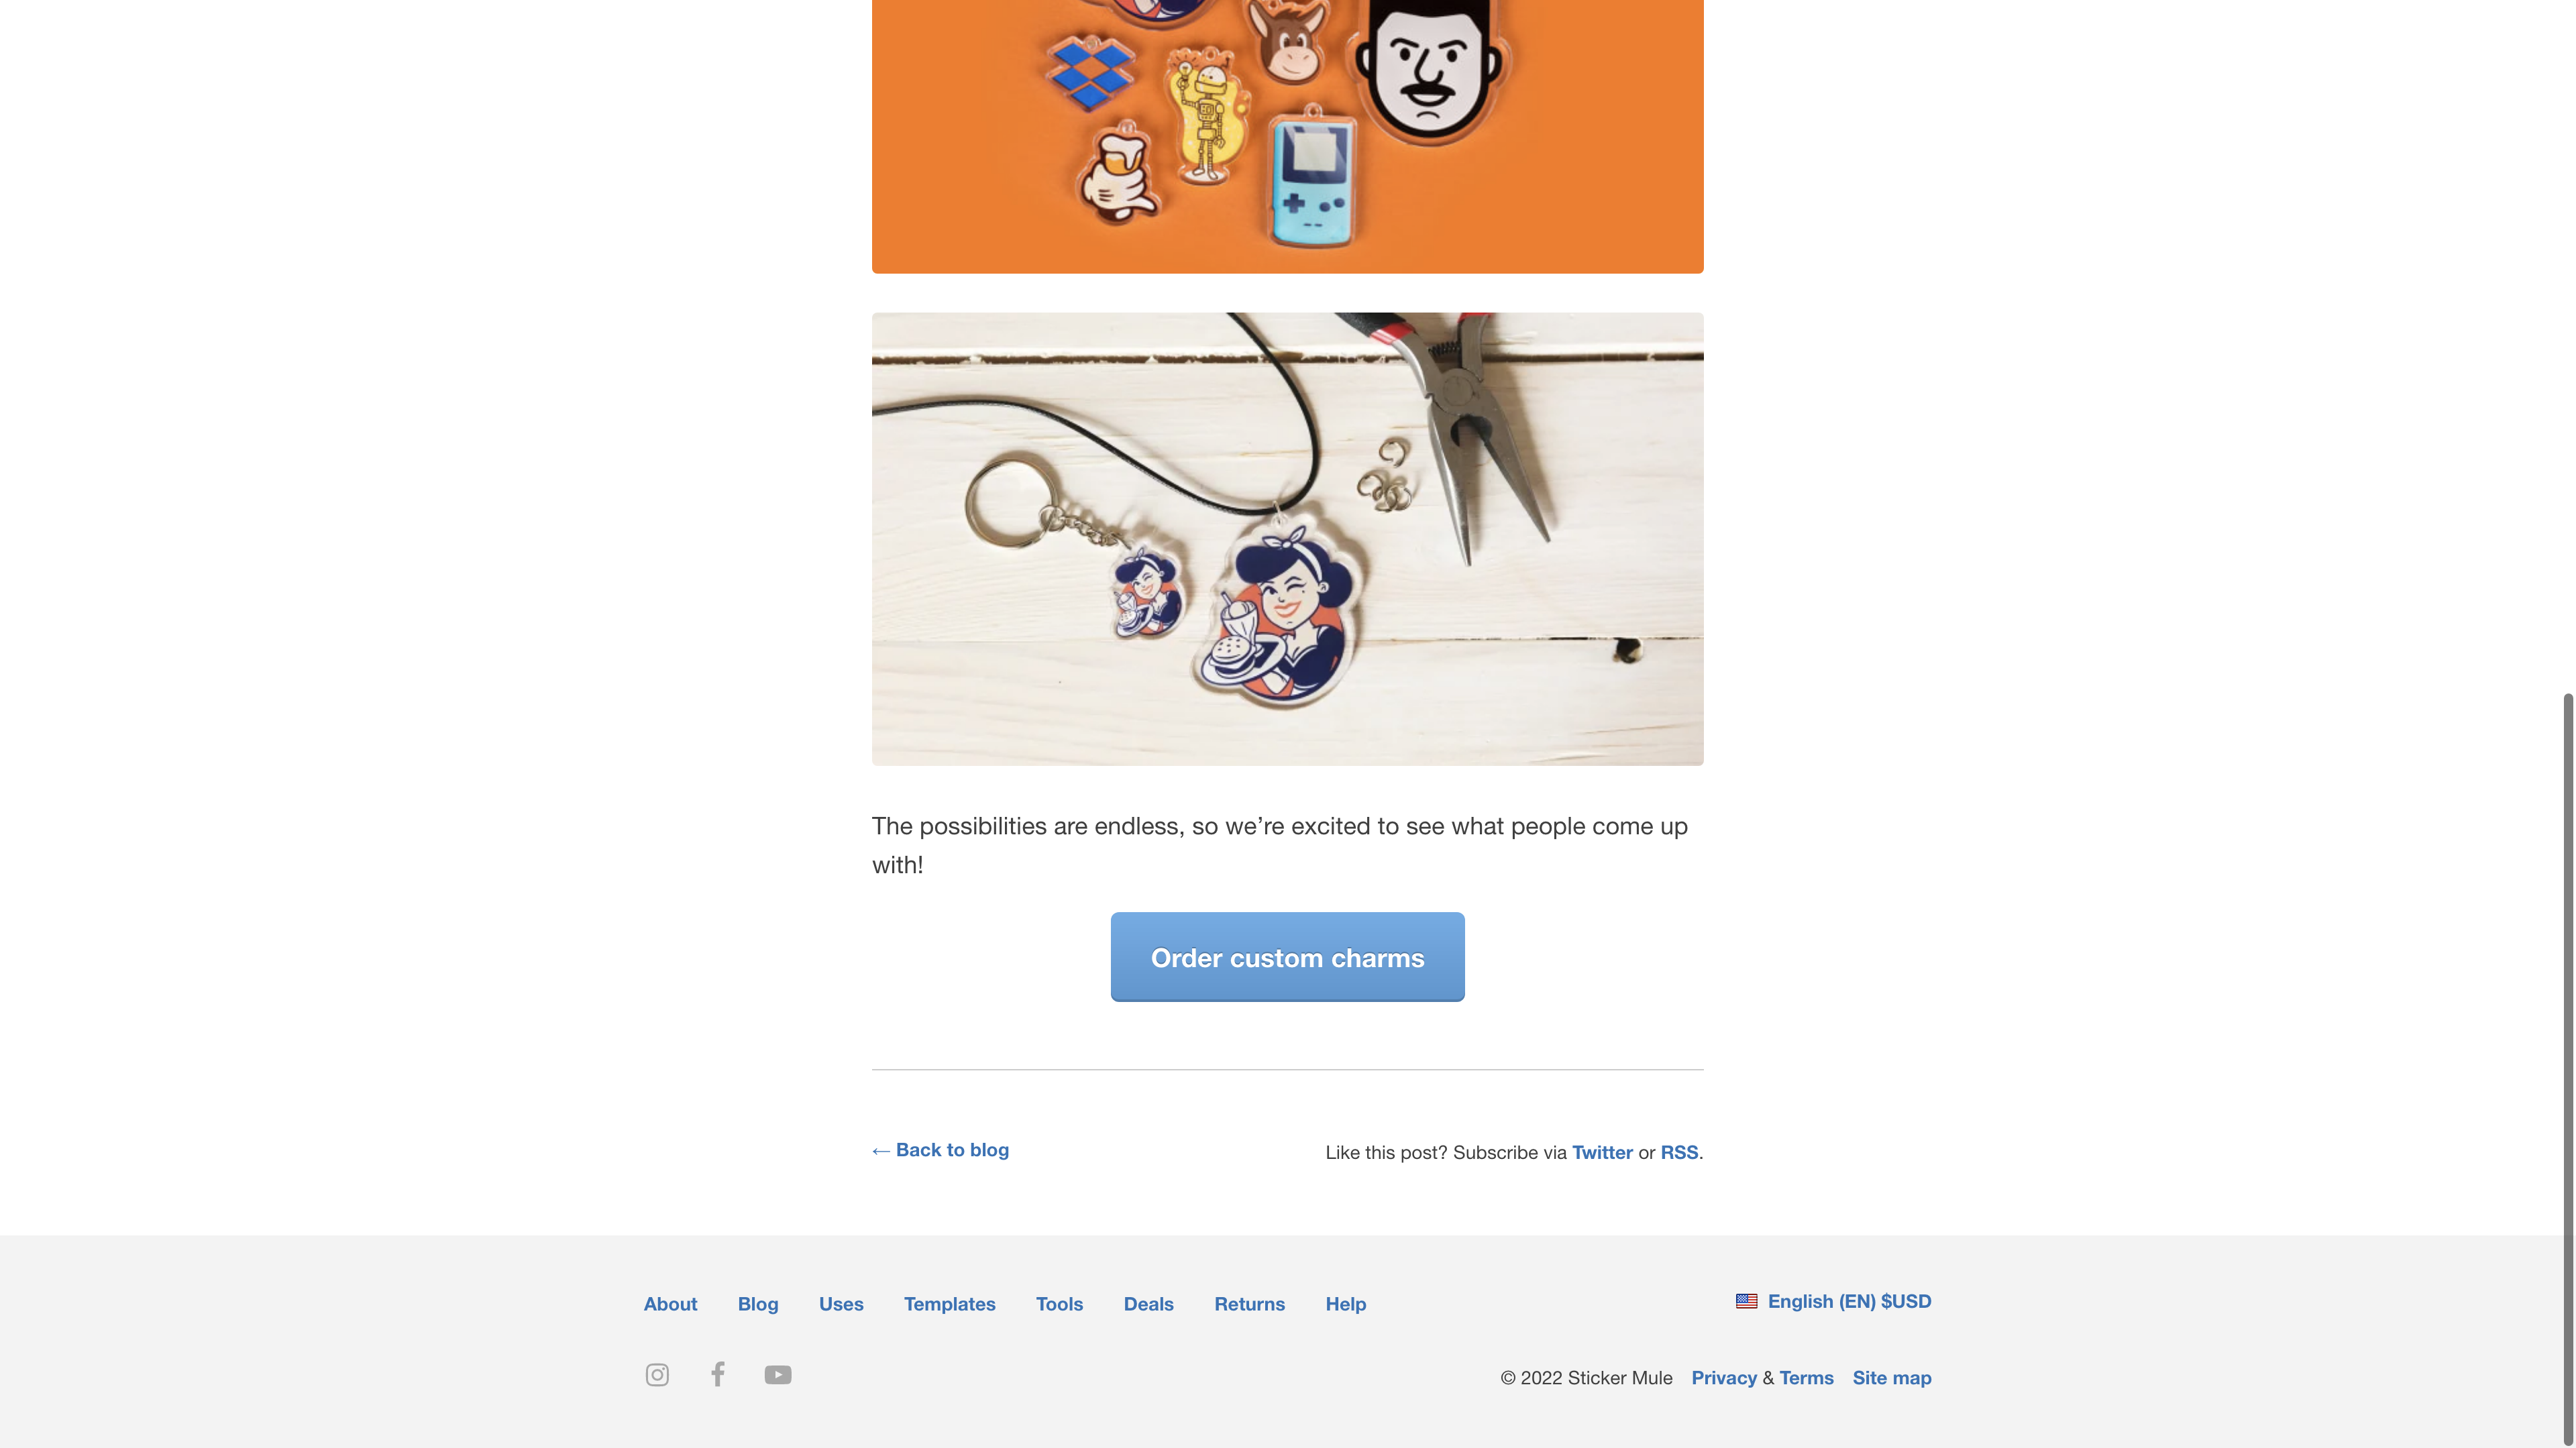 The possibilities are endless, so we’re excited to see what people come up
with!
Order custom charms
← Back to blog
Like this post? Subscribe via Twitter or RSS.
About Blog Uses Templates Tools Deals Returns Help
English (EN) $USD
© 2022 Sticker Mule Privacy & Terms Site map